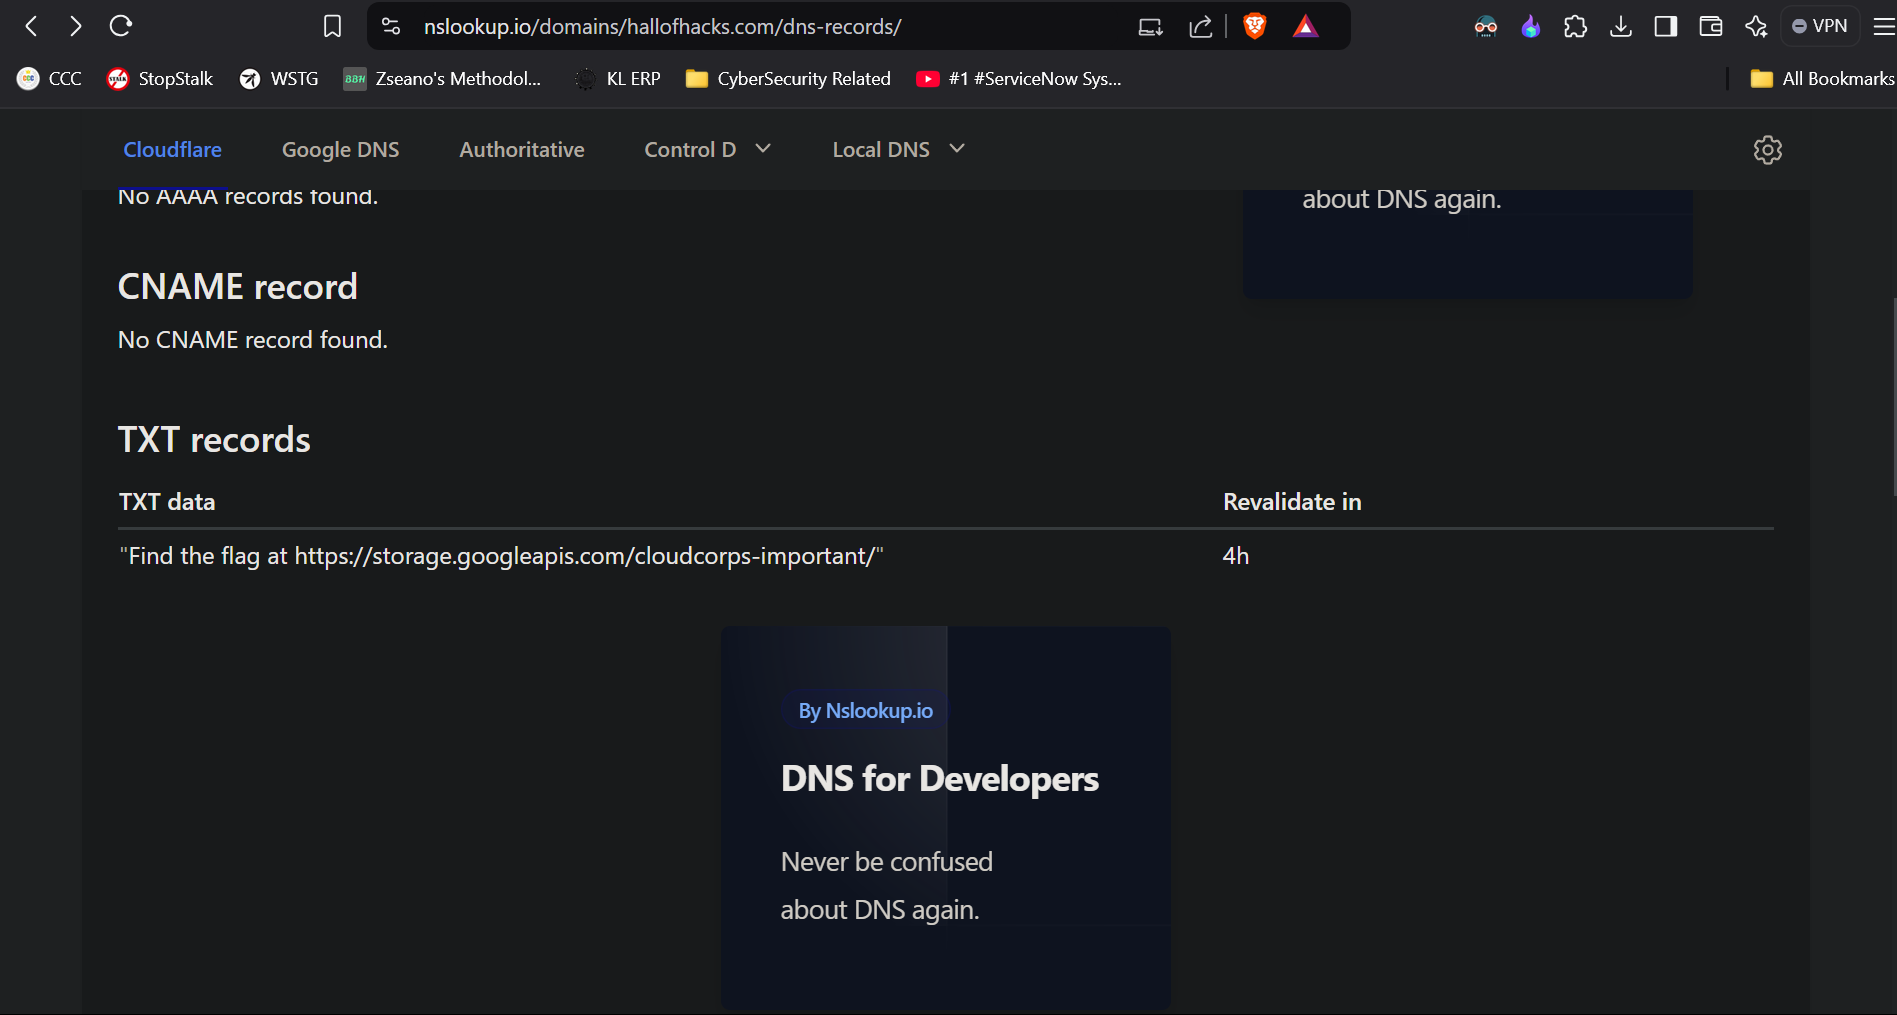 nslookup.io/domains/hallofhacks.com/dns-records/
VPN
CCC
StopStalk
WSTG
BBH
Zseano's Methodol...
KL ERP
CyberSecurity Related
#1 #ServiceNow Sys...
All Bookmarks
Cloudflare
Google DNS
Authoritative
Control D
Local DNS
No AAAA records found.
about DNS again.
CNAME record
No CNAME record found.
TXT records
TXT data
Revalidate in
"Find the flag at https://storage.googleapis.com/cloudcorps-important/"
4h
By Nslookup.io
DNS for Developers
Never be confused
about DNS again.